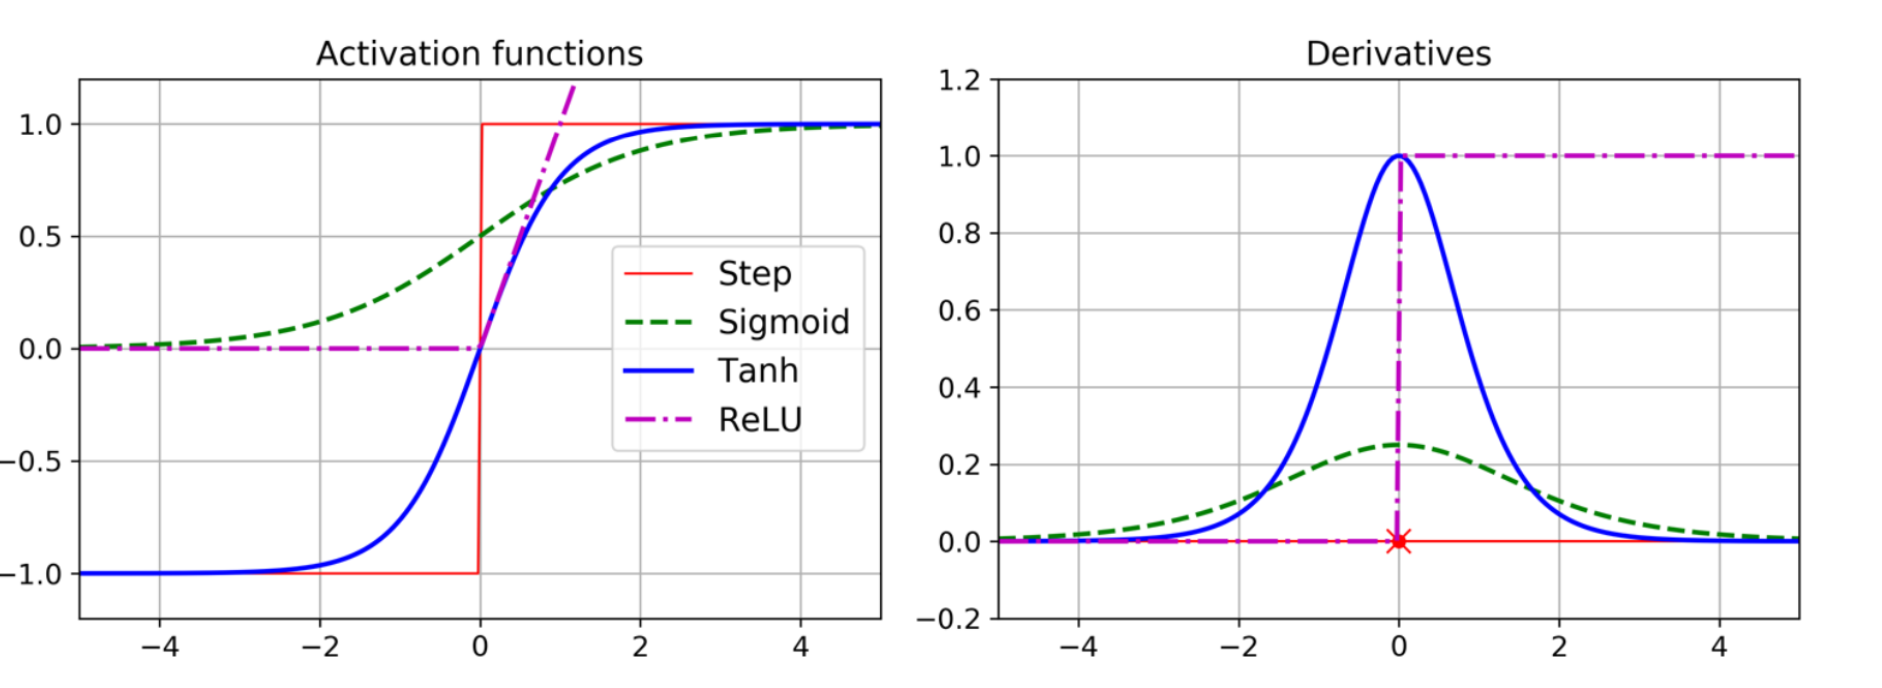 Activation functions
1.0
0.5
0.0
−0.5
−1.0
−4 −2 0 2 4
Step
Sigmoid
Tanh
ReLU
Derivatives
1.2
1.0
0.8
0.6
0.4
0.2
0.0
−0.2
−4 −2 0 2 4